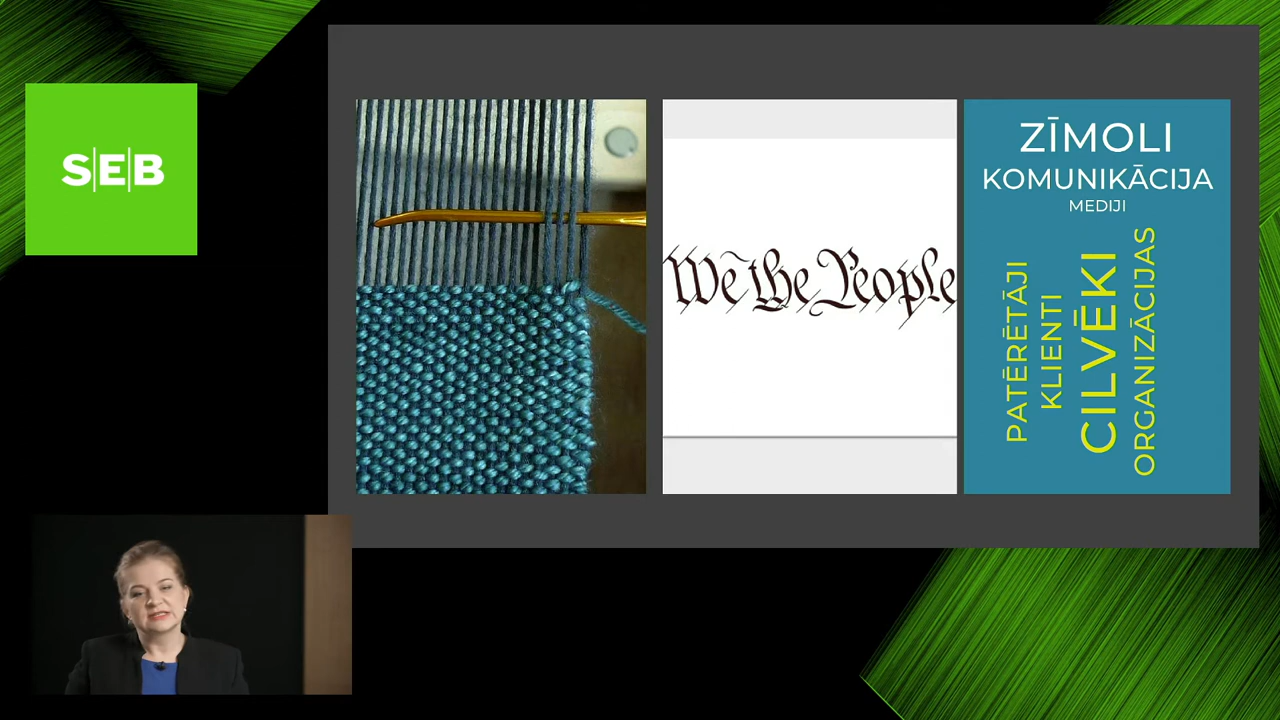 SEB
We the People
ZĪMOLI
KOMUNIKĀCIJA
MEDIJI
PATĒRĒTĀJI
KLIENTI
CILVĒKI
ORGANIZĀCIJAS